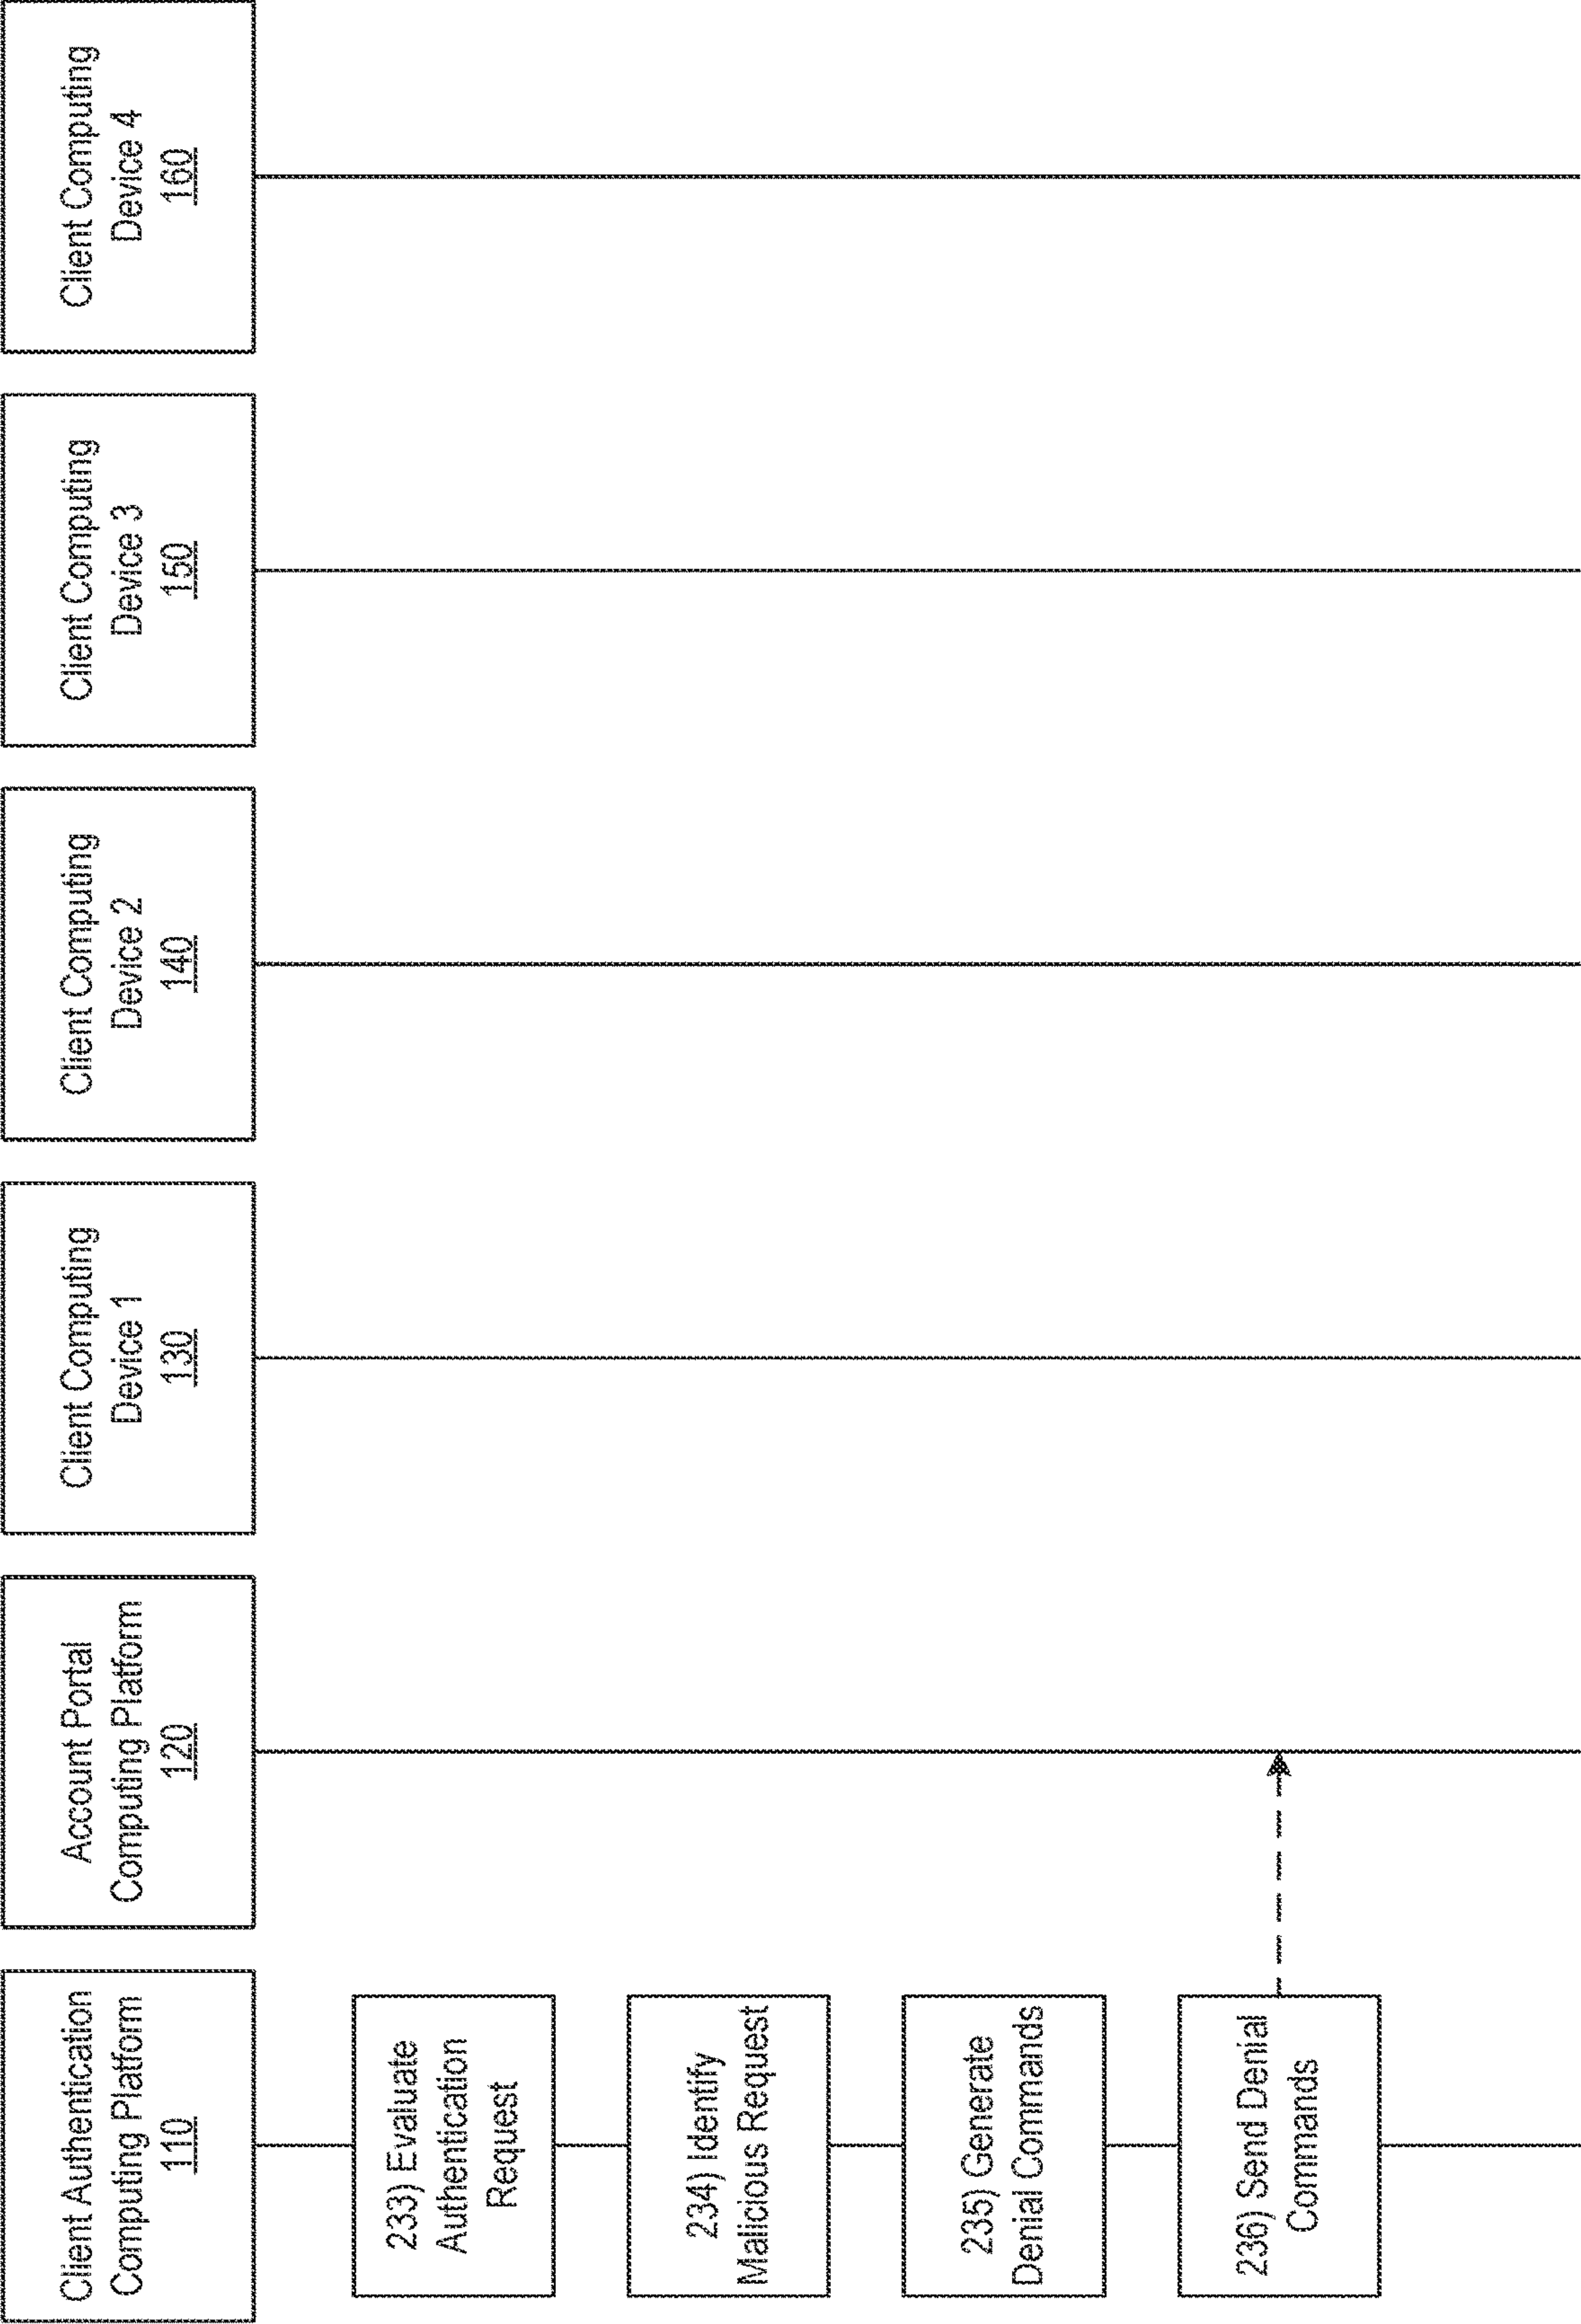 Client Authentication
Computing Platform
110
Account Portal
Computing Platform
120
Client Computing
Device 1
130
Client Computing
Device 2
140
Client Computing
Device 3
150
Client Computing
Device 4
160
233) Evaluate
Authentication
Request
234) Identify
Malicious Request
235) Generate
Denial Commands
236) Send Denial
Commands